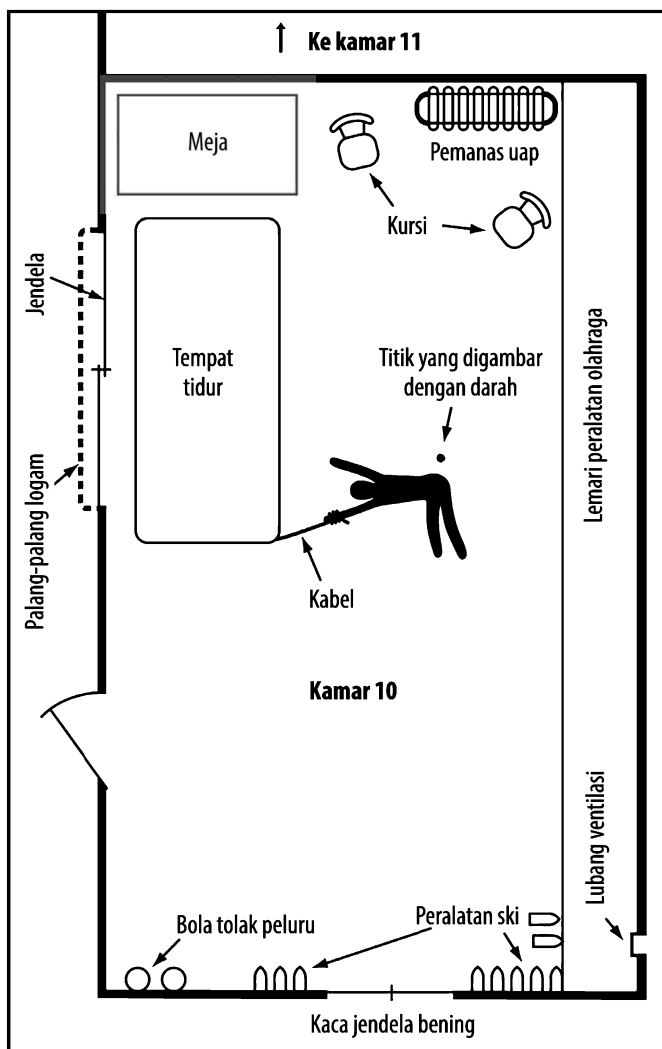 Ke kamar 11
Meja
Pemanas uap
Kursi
Jendela
Tempat
tidur
Titik yang digambar
dengan darah
Lemari peralatan olahraga
Palang-palang logam
Kabel
Kamar 10
Lubang ventilasi
Bola tolak peluru
Peralatan ski
Kaca jendela bening